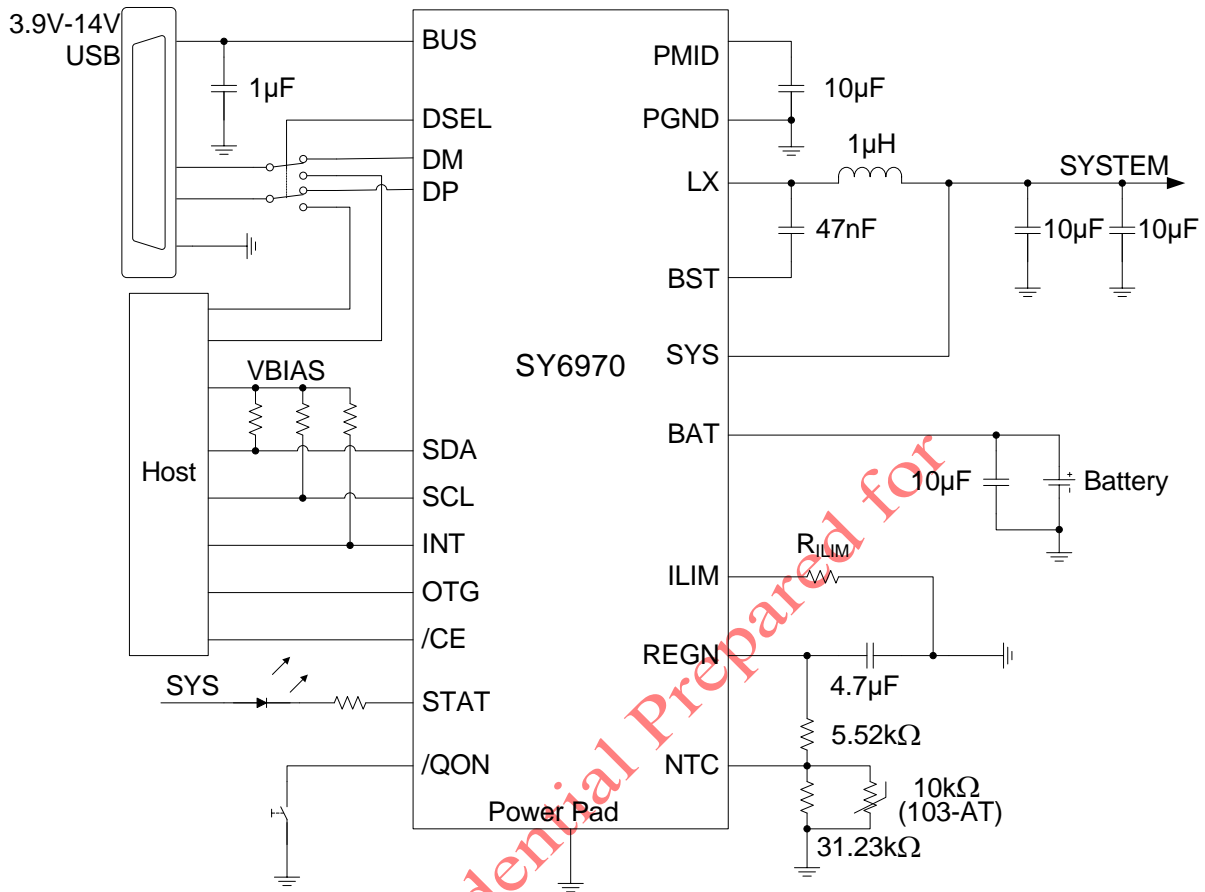 3.9V-14V
USB
BUS
1µF
DSEL
DM
DP
PMID
10µF
PGND
1µH
LX
SYSTEM
47nF
10µF
10µF
BST
SY6970
SYS
VBIAS
BAT
SDA
Host
10µF
Battery
SCL
INT
RILIM
ILIM
OTG
/CE
REGN
4.7µF
SYS
STAT
5.52kΩ
/QON
NTC
10kΩ
(103-AT)
Power Pad
31.23kΩ
ential Prepared for